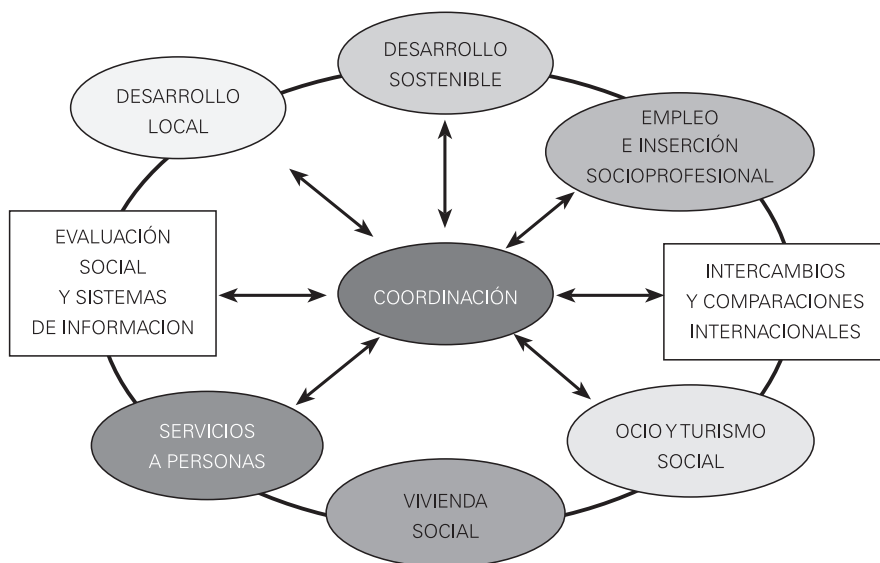 DESARROLLO
SOSTENIBLE
DESARROLLO
LOCAL
EMPLEO
E INSERCIÓN
SOCIOPROFESIONAL
EVALUACIÓN
SOCIAL
Y SISTEMAS
DE INFORMACION
COORDINACIÓN
INTERCAMBIOS
Y COMPARACIONES
INTERNACIONALES
SERVICIOS
A PERSONAS
OCIO Y TURISMO
SOCIAL
VIVIENDA
SOCIAL